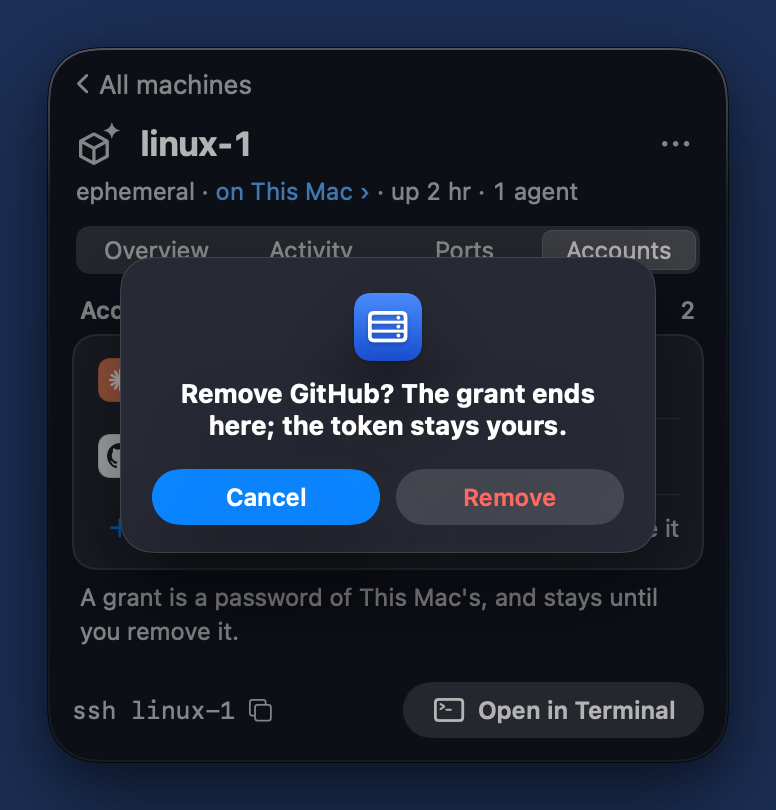 All machines
linux-1
ephemeral · on This Mac › · up 2 hr · 1 agent
Overview Activity Ports Accounts
2
Remove GitHub? The grant ends
here; the token stays yours.
Cancel Remove
it
A grant is a password of This Mac's, and stays until
you remove it.
ssh linux-1 Open in Terminal